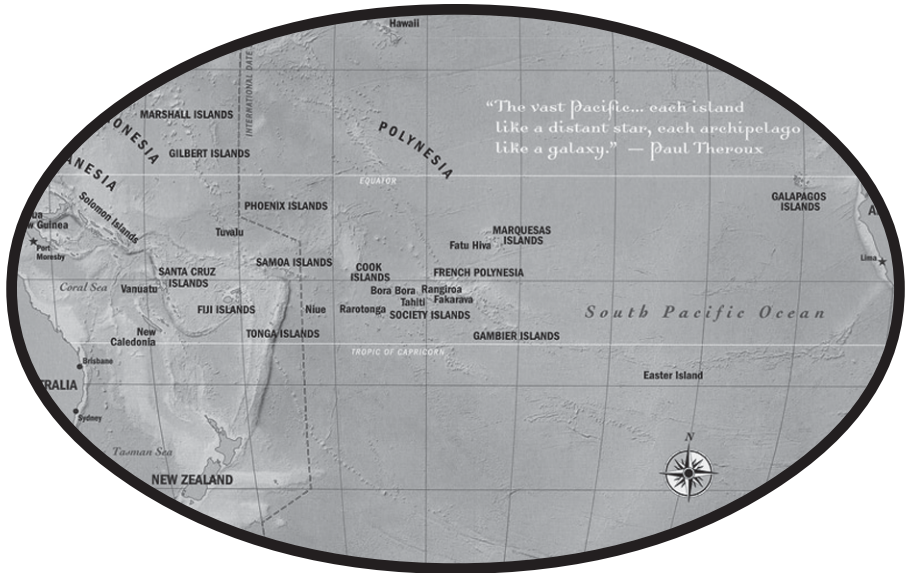 Hawaii
INTERNATIONAL DATE
“The vast Pacific... each island
like a distant star, each archipelago
like a galaxy.” — Paul Theroux
MARSHALL ISLANDS
ONESIA
POLYNESIA
GILBERT ISLANDS
ANESIA
EQUATOR
GALAPAGOS
ISLANDS
Solomon Islands
PHOENIX ISLANDS
ua
w Guinea
A
Tuvalu
MARQUESAS
ISLANDS
Fatu Hiva
Port
Moresby
Lima
SAMOA ISLANDS
COOK
ISLANDS
FRENCH POLYNESIA
SANTA CRUZ
ISLANDS
Coral Sea
Vanuatu
Bora Bora
Rangiroa
Tahiti
Fakarava
FIJI ISLANDS
Niue
Rarotonga
SOCIETY ISLANDS
South Pacific Ocean
New
Caledonia
TONGA ISLANDS
GAMBIER ISLANDS
TROPIC OF CAPRICORN
Brisbane
Easter Island
TRALIA
Sydney
N
Tasman Sea
NEW ZEALAND